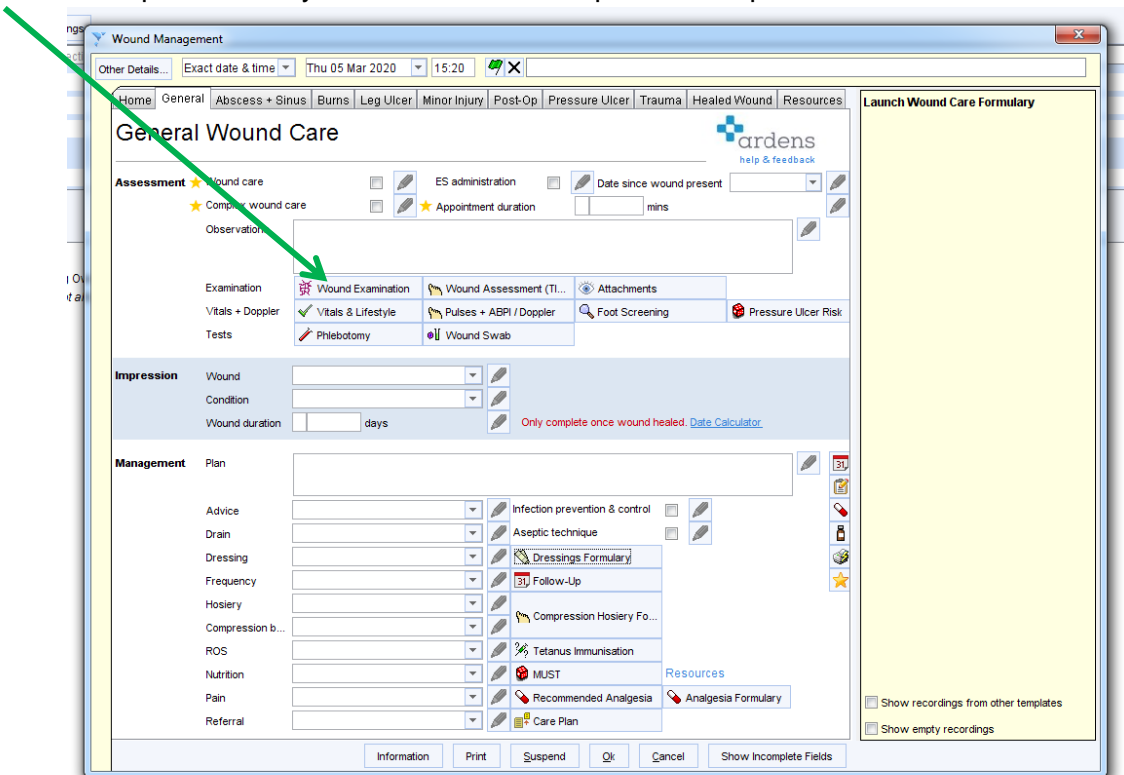 Wound Management
Other Details... Exact date & time Thu 05 Mar 2020 15:20
Home General Abscess + Sinus Burns Leg Ulcer Minor Injury Post-Op Pressure Ulcer Trauma Healed Wound Resources
Launch Wound Care Formulary
General Wound Care
ardens
help & feedback
Assessment Wound care ES administration Date since wound present
Complex wound care Appointment duration mins
Observation
Examination Wound Examination Wound Assessment (TI... Attachments
Vitals + Doppler Vitals & Lifestyle Pulses + ABPI / Doppler Foot Screening Pressure Ulcer Risk
Tests Phlebotomy Wound Swab
Impression Wound
Condition
Wound duration days Only complete once wound healed. Date Calculator
Management Plan
Advice Infection prevention & control
Drain Aseptic technique
Dressing Dressings Formulary
Frequency 31 Follow-Up
Hosiery
Compression Hosiery Fo...
Compression b...
ROS Tetanus Immunisation
Nutrition MUST Resources
Pain Recommended Analgesia Analgesia Formulary
Referral Care Plan
Show recordings from other templates
Show empty recordings
Information Print Suspend Ok Cancel Show Incomplete Fields